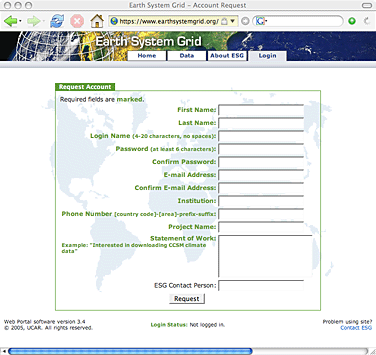 Earth System Grid – Account Request
https://www.earthsystemgrid.org/
Earth System Grid
Home Data About ESG Login
Request Account
Required fields are marked.
First Name:
Last Name:
Login Name (4-20 characters, no spaces):
Password (at least 6 characters):
Confirm Password:
E-mail Address:
Confirm E-mail Address:
Institution:
Phone Number [country code]-[area]-prefix-suffix:
Project Name:
Statement of Work:
Example: "Interested in downloading CCSM climate
data"
ESG Contact Person:
Request
Web Portal software version 3.4
© 2005, UCAR. All rights reserved.
Login Status: Not logged in.
Problem using site?
Contact ESG